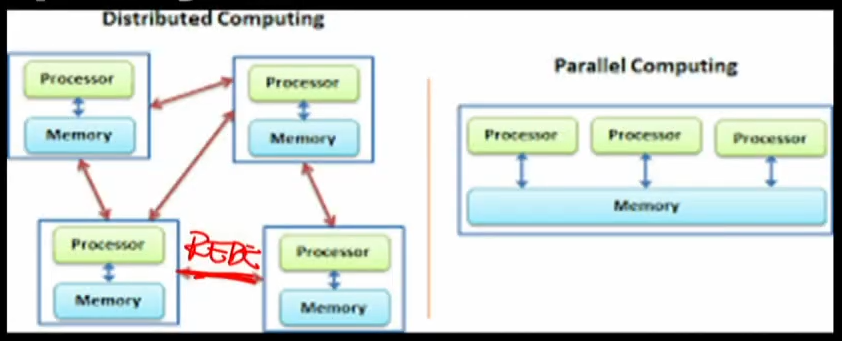 Distributed Computing
Processor
Memory
Processor
Memory
Processor
Memory
REDE
Processor
Memory
Parallel Computing
Processor
Processor
Processor
Memory